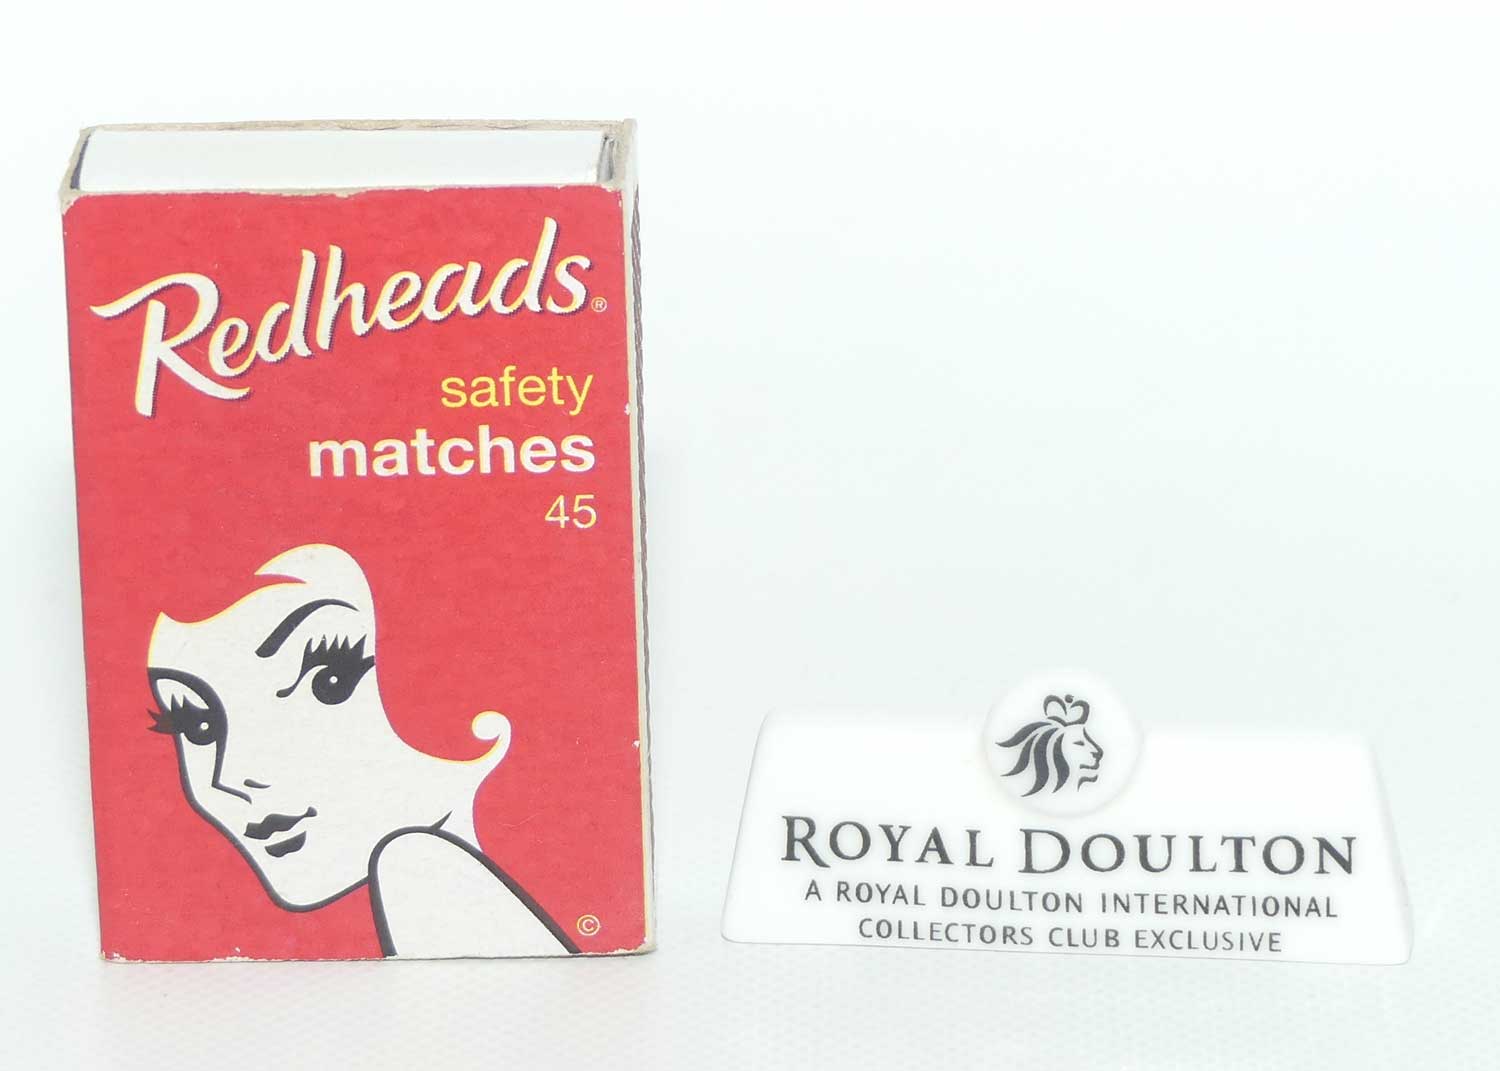 Redheads®
safety
matches
45
©
ROYAL DOULTON
A ROYAL DOULTON INTERNATIONAL
COLLECTORS CLUB EXCLUSIVE